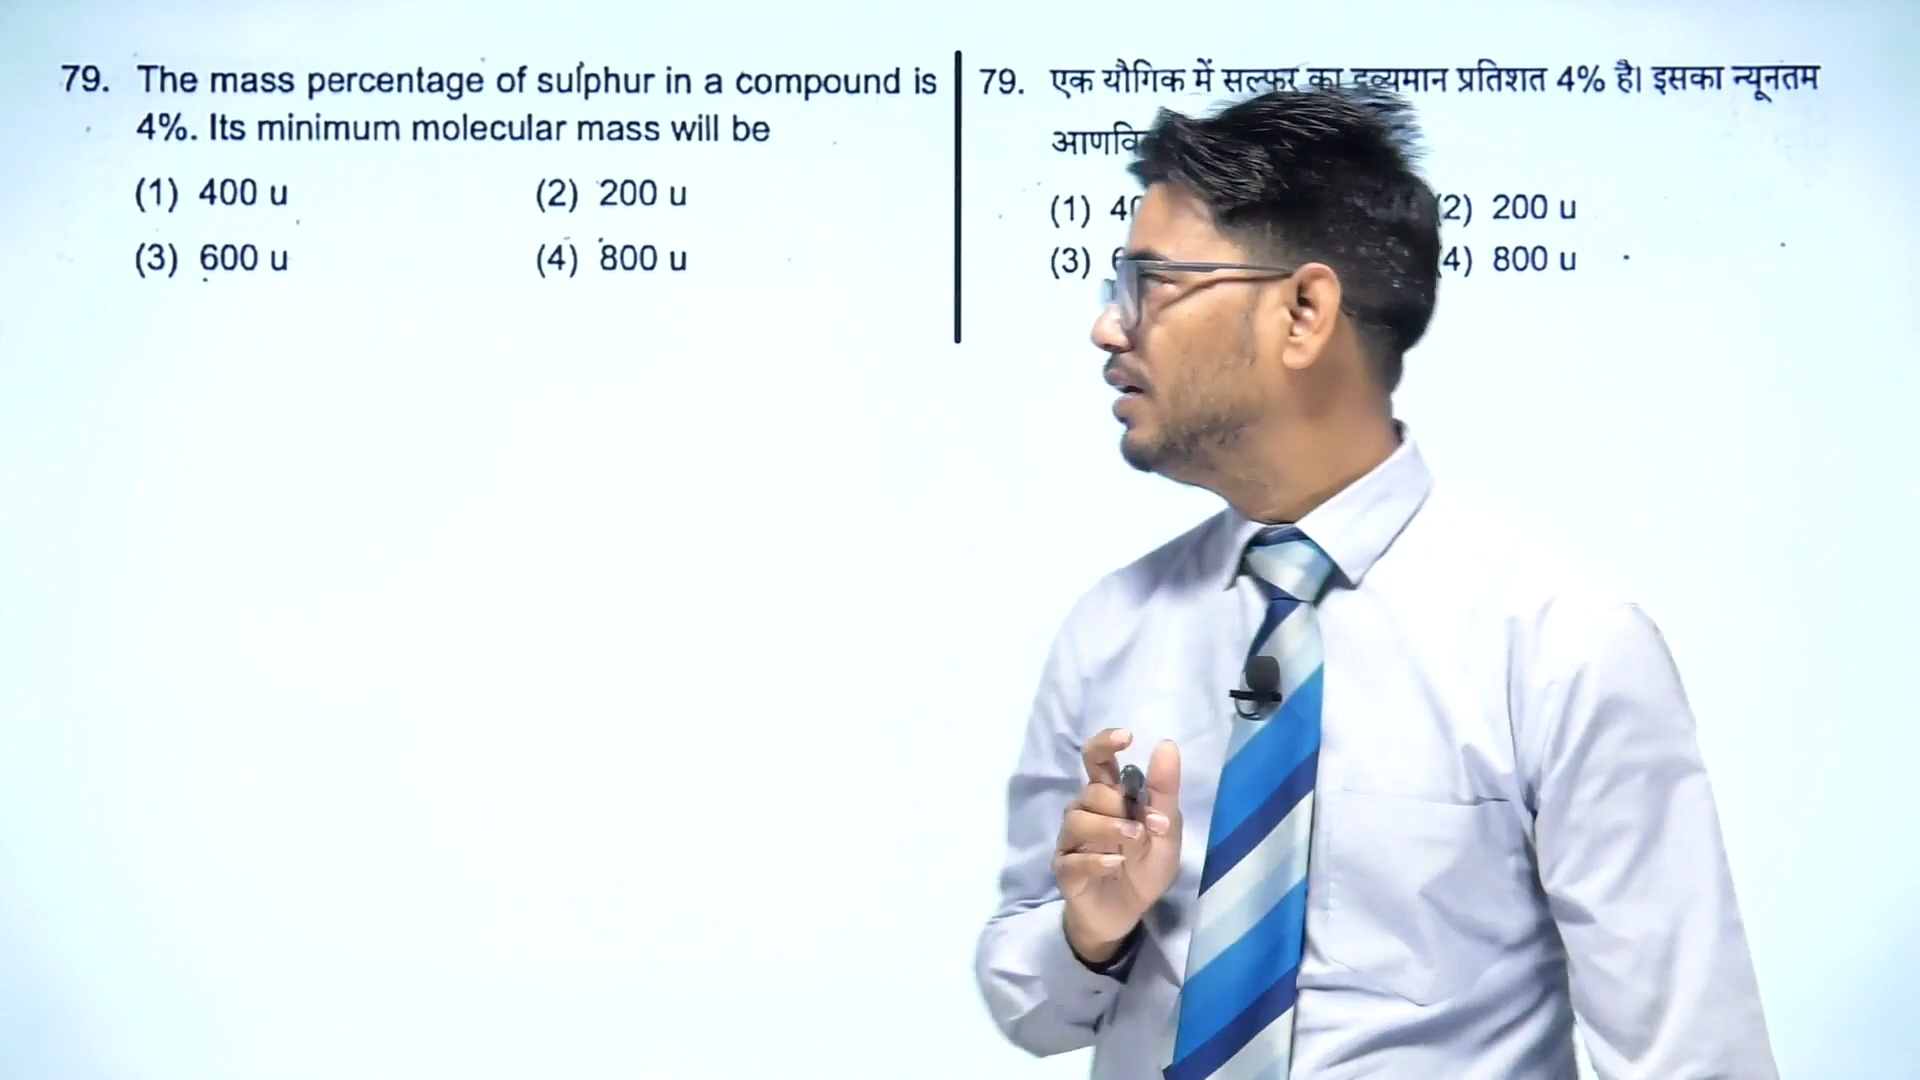 79. The mass percentage of sulphur in a compound is
4%. Its minimum molecular mass will be
(1) 400 u (2) 200 u
(3) 600 u (4) 800 u
79. एक यौगिक में सल्फर का द्रव्यमान प्रतिशत 4% है। इसका न्यूनतम
(1) (2) 200 u
(3) (4) 800 u